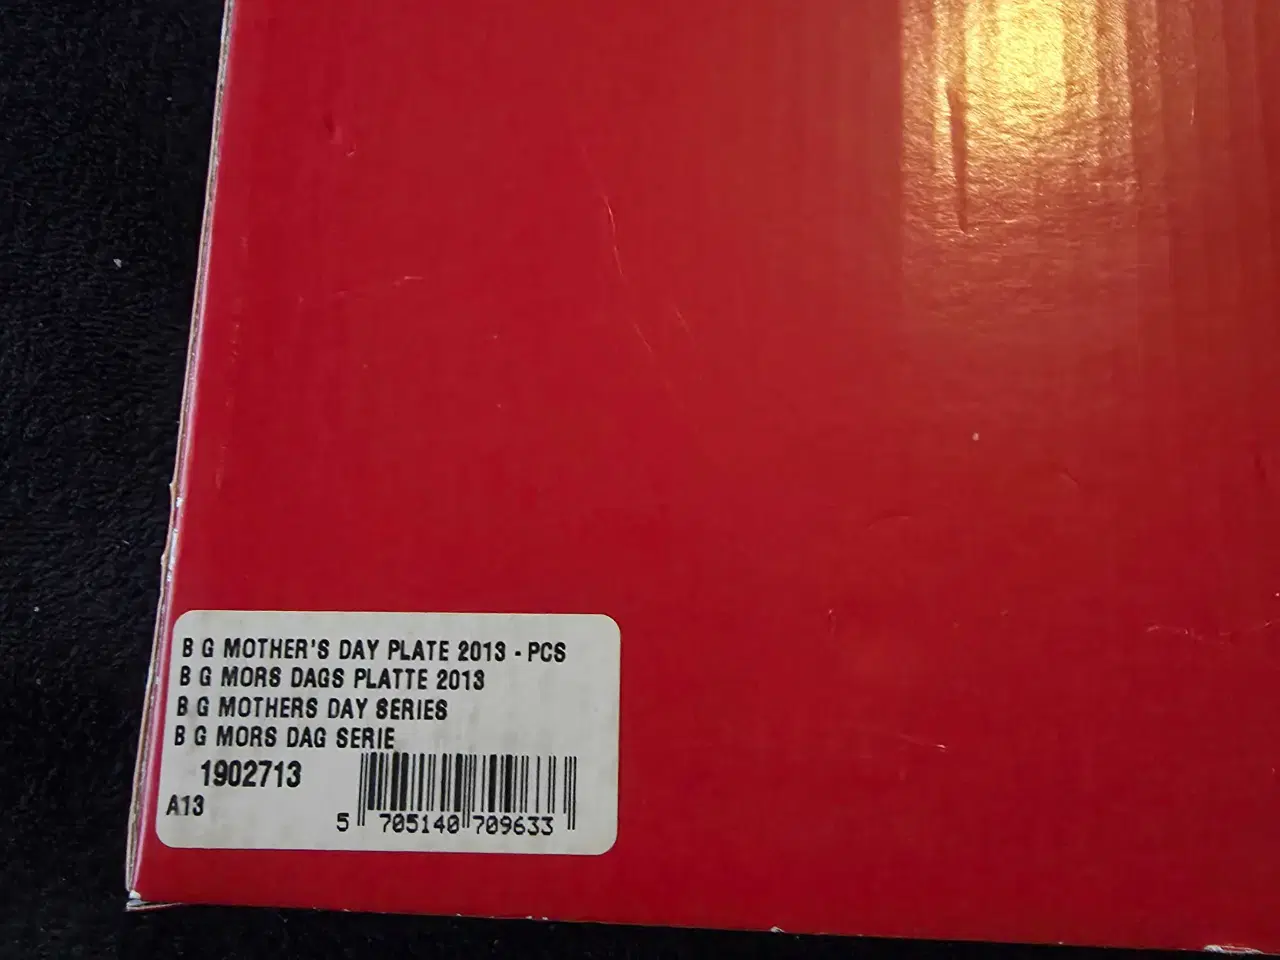 B G MOTHER'S DAY PLATE 2013 - PCS
B G MORS DAGS PLATTE 2013
B G MOTHERS DAY SERIES
B G MORS DAG SERIE
1902713
A13
5 705140 709633